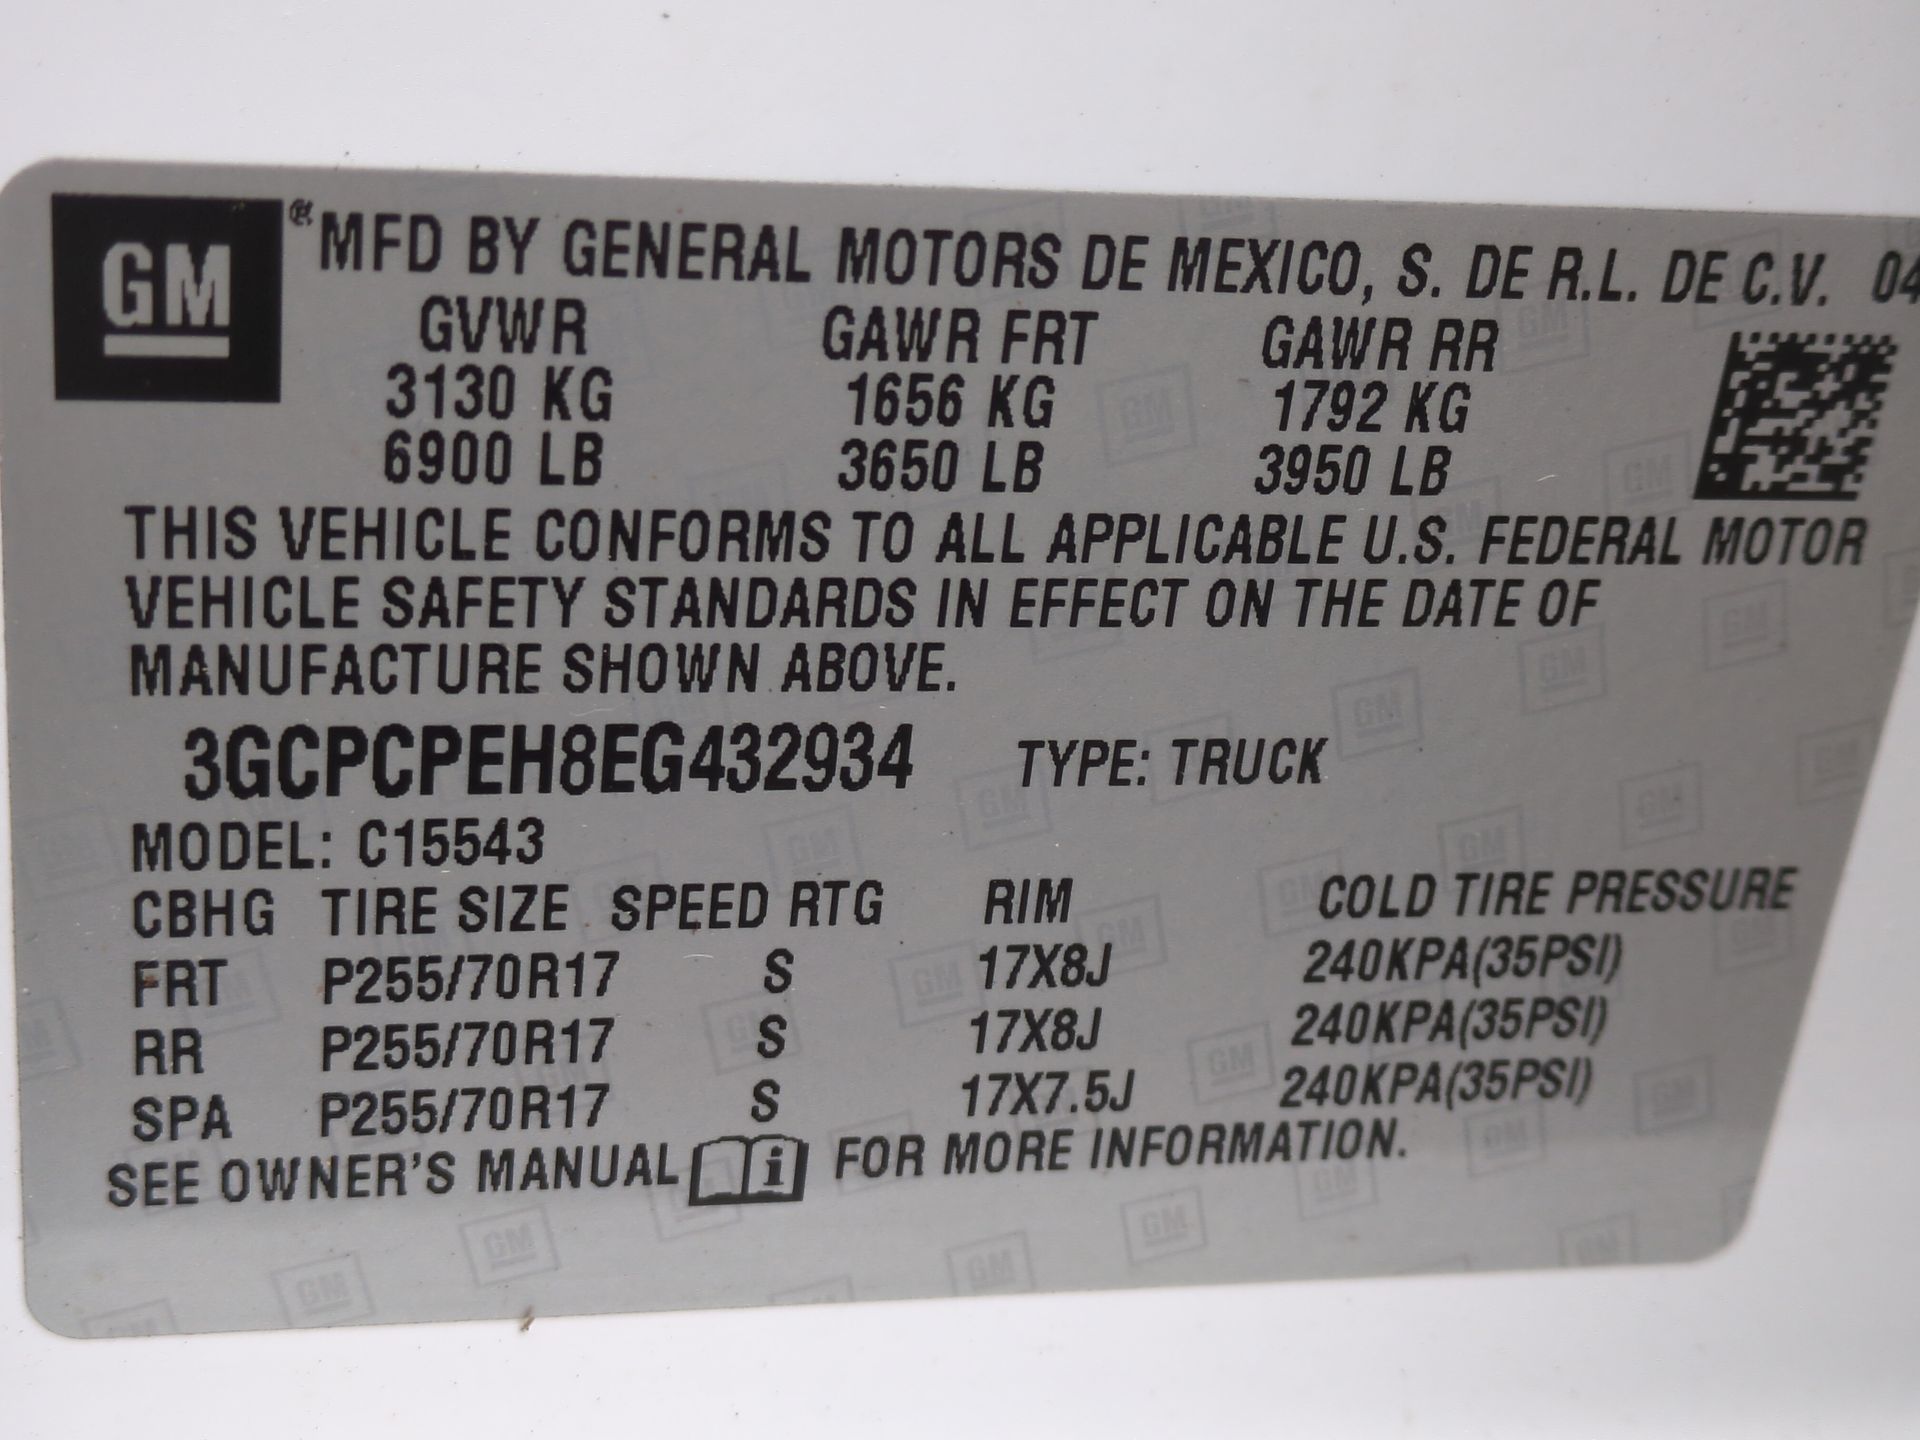 GM ® MFD BY GENERAL MOTORS DE MEXICO, S. DE R.L. DE C.V. 04
GVWR GAWR FRT GAWR RR
3130 KG 1656 KG 1792 KG
6900 LB 3650 LB 3950 LB
THIS VEHICLE CONFORMS TO ALL APPLICABLE U.S. FEDERAL MOTOR
VEHICLE SAFETY STANDARDS IN EFFECT ON THE DATE OF
MANUFACTURE SHOWN ABOVE.
3GCPCPEH8EG432934 TYPE: TRUCK
MODEL: C15543
CBHG TIRE SIZE SPEED RTG RIM COLD TIRE PRESSURE
FRT P255/70R17 S 17X8J 240KPA(35PSI)
RR P255/70R17 S 17X8J 240KPA(35PSI)
SPA P255/70R17 S 17X7.5J 240KPA(35PSI)
SEE OWNER'S MANUAL i FOR MORE INFORMATION.